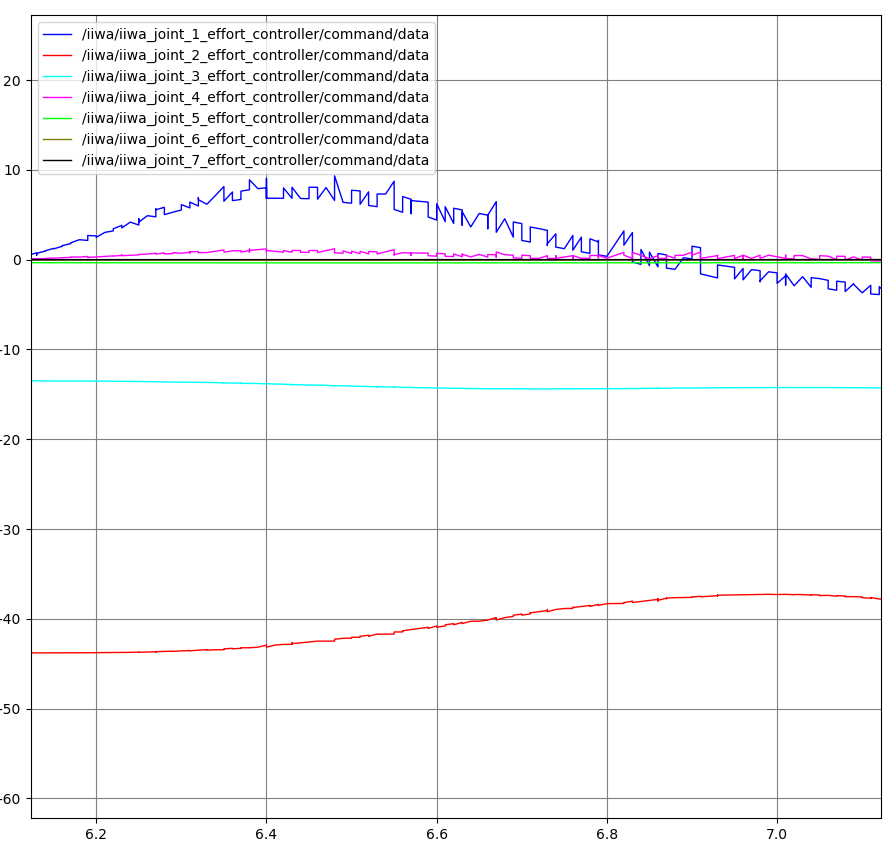 /iiwa/iiwa_joint_1_effort_controller/command/data
/iiwa/iiwa_joint_2_effort_controller/command/data
/iiwa/iiwa_joint_3_effort_controller/command/data
/iiwa/iiwa_joint_4_effort_controller/command/data
/iiwa/iiwa_joint_5_effort_controller/command/data
/iiwa/iiwa_joint_6_effort_controller/command/data
/iiwa/iiwa_joint_7_effort_controller/command/data
20
10
0
-10
-20
-30
-40
-50
-60
6.2 6.4 6.6 6.8 7.0